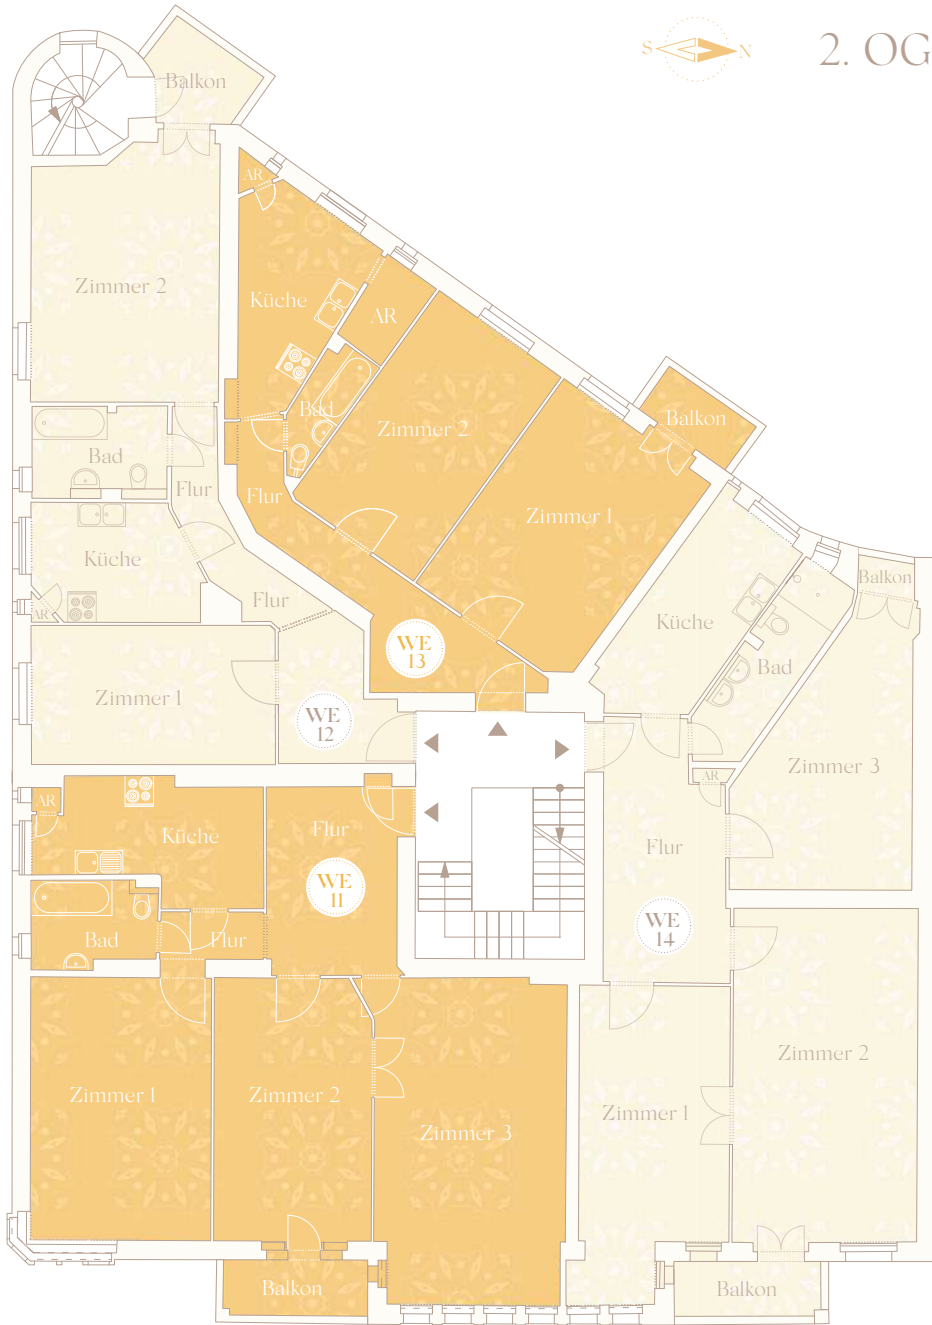 S
N
2. OG
Balkon
AR
Zimmer 2
Küche
AR
Bad
Zimmer 2
Balkon
Bad
Flur
Flur
Zimmer 1
Küche
Balkon
AR
Flur
Küche
WE
13
Bad
Zimmer 1
WE
12
Zimmer 3
AR
AR
Küche
Flur
Flur
WE
11
WE
14
Bad
Flur
Zimmer 1
Zimmer 2
Zimmer 3
Zimmer 1
Zimmer 2
Balkon
Balkon